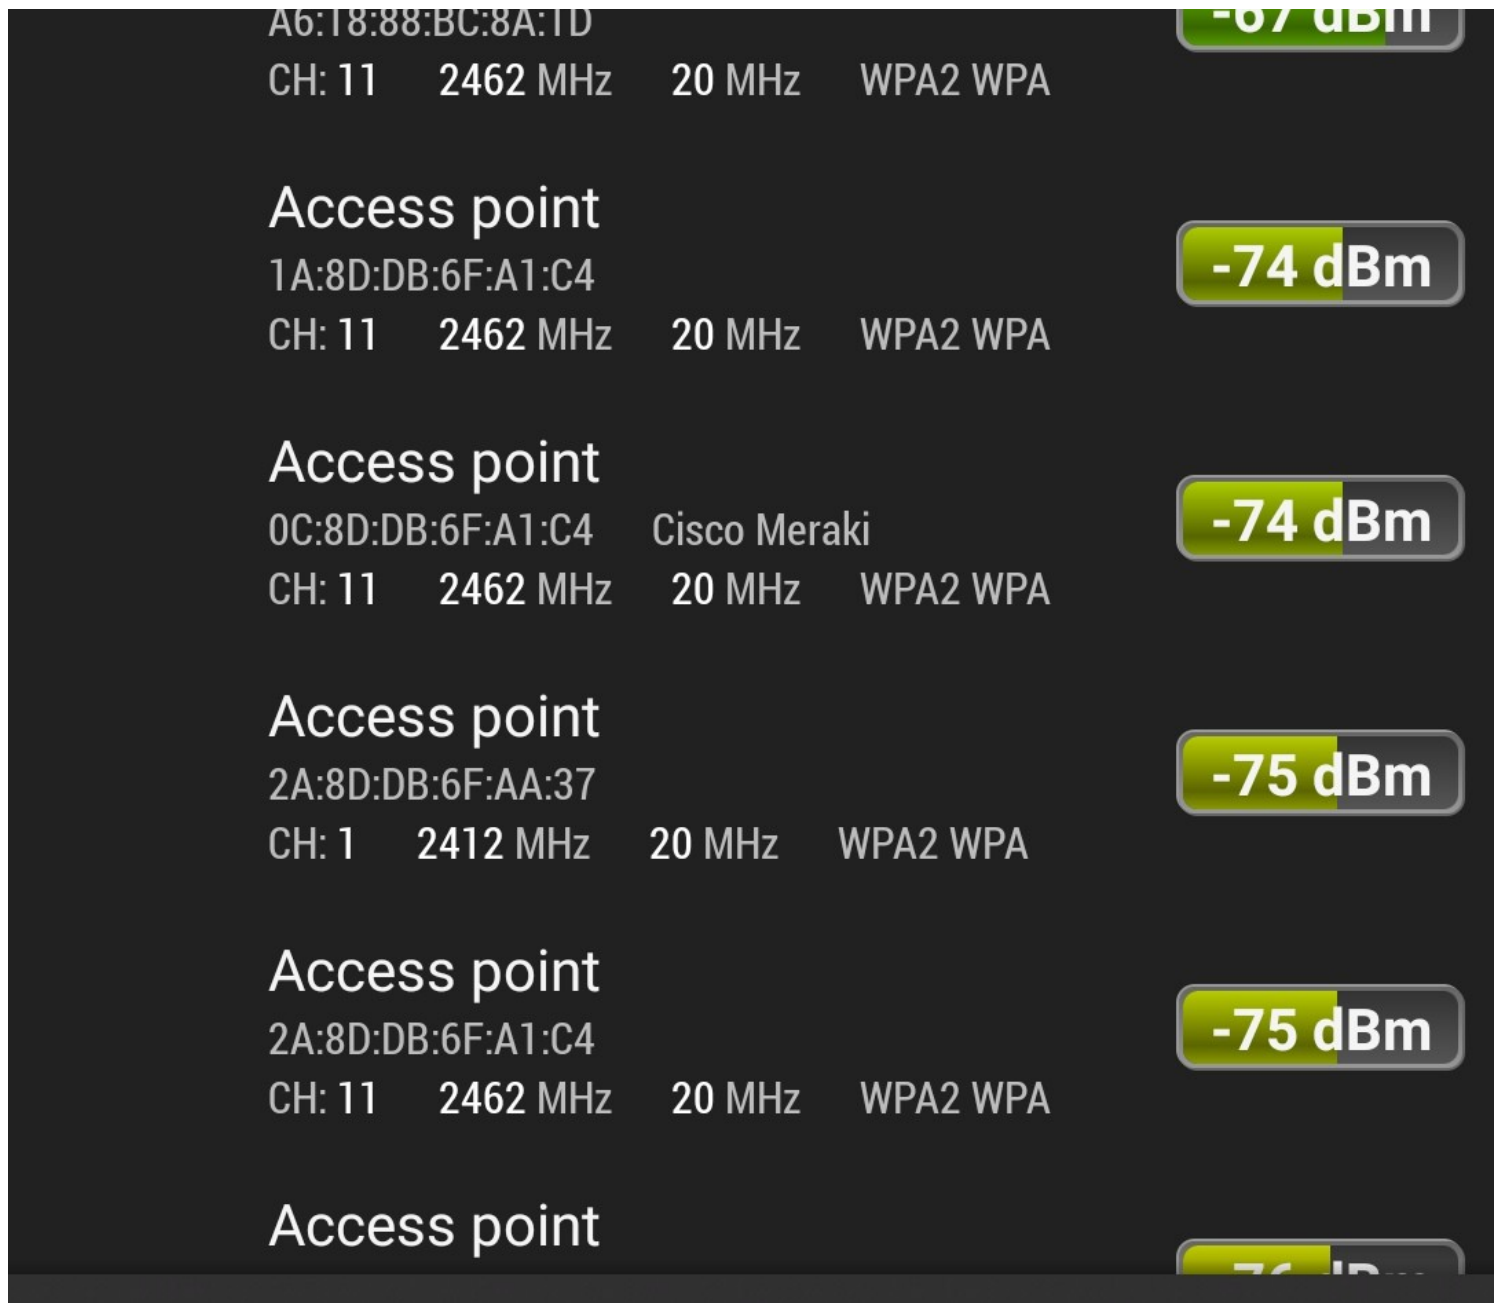 A6:18:88:BC:8A:1D
-67 dBm
CH: 11 2462 MHz 20 MHz WPA2 WPA
Access point
1A:8D:DB:6F:A1:C4
-74 dBm
CH: 11 2462 MHz 20 MHz WPA2 WPA
Access point
0C:8D:DB:6F:A1:C4 Cisco Meraki
-74 dBm
CH: 11 2462 MHz 20 MHz WPA2 WPA
Access point
2A:8D:DB:6F:AA:37
-75 dBm
CH: 1 2412 MHz 20 MHz WPA2 WPA
Access point
2A:8D:DB:6F:A1:C4
-75 dBm
CH: 11 2462 MHz 20 MHz WPA2 WPA
Access point
-76 dBm